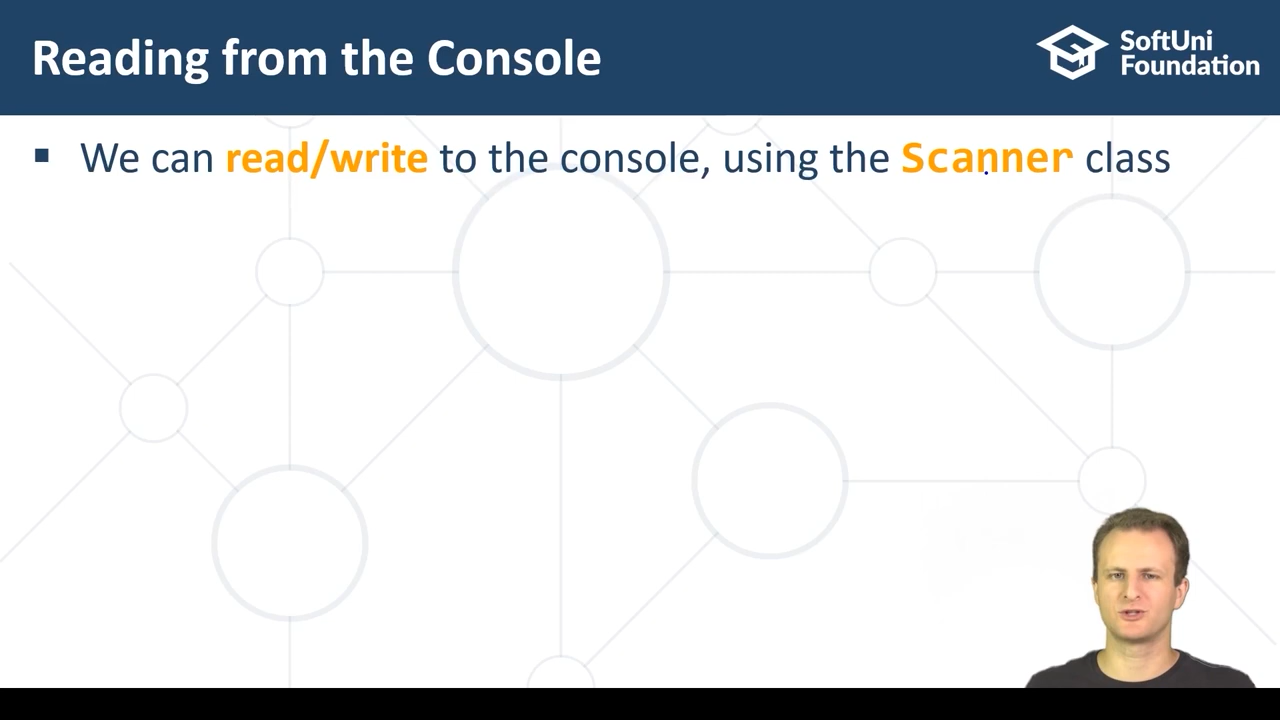 Reading from the Console
SoftUni
Foundation
▪ We can read/write to the console, using the Scanner class